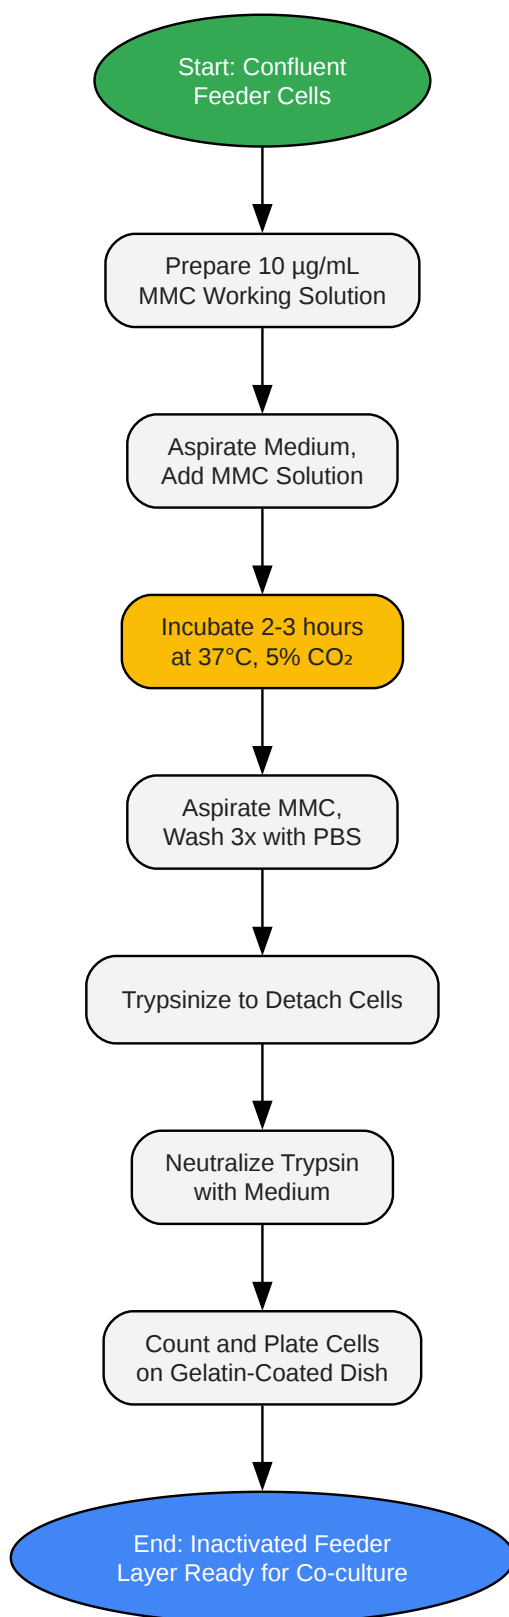 Start: Confluent
Feeder Cells
Prepare 10 µg/mL
MMC Working Solution
Aspirate Medium,
Add MMC Solution
Incubate 2-3 hours
at 37°C, 5% CO₂
Aspirate MMC,
Wash 3x with PBS
Trypsinize to Detach Cells
Neutralize Trypsin
with Medium
Count and Plate Cells
on Gelatin-Coated Dish
End: Inactivated Feeder
Layer Ready for Co-culture